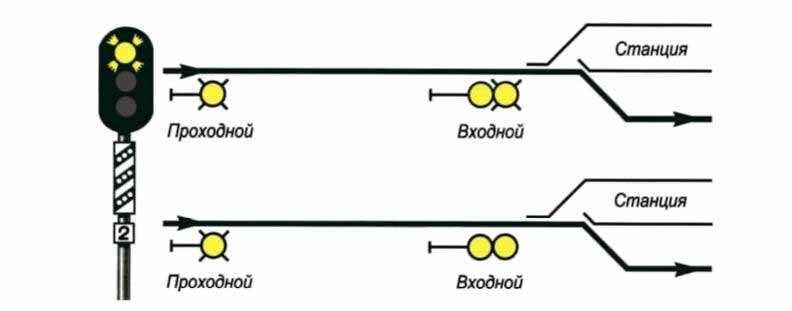 Станция
Проходной
Входной
Станция
2
Проходной
Входной